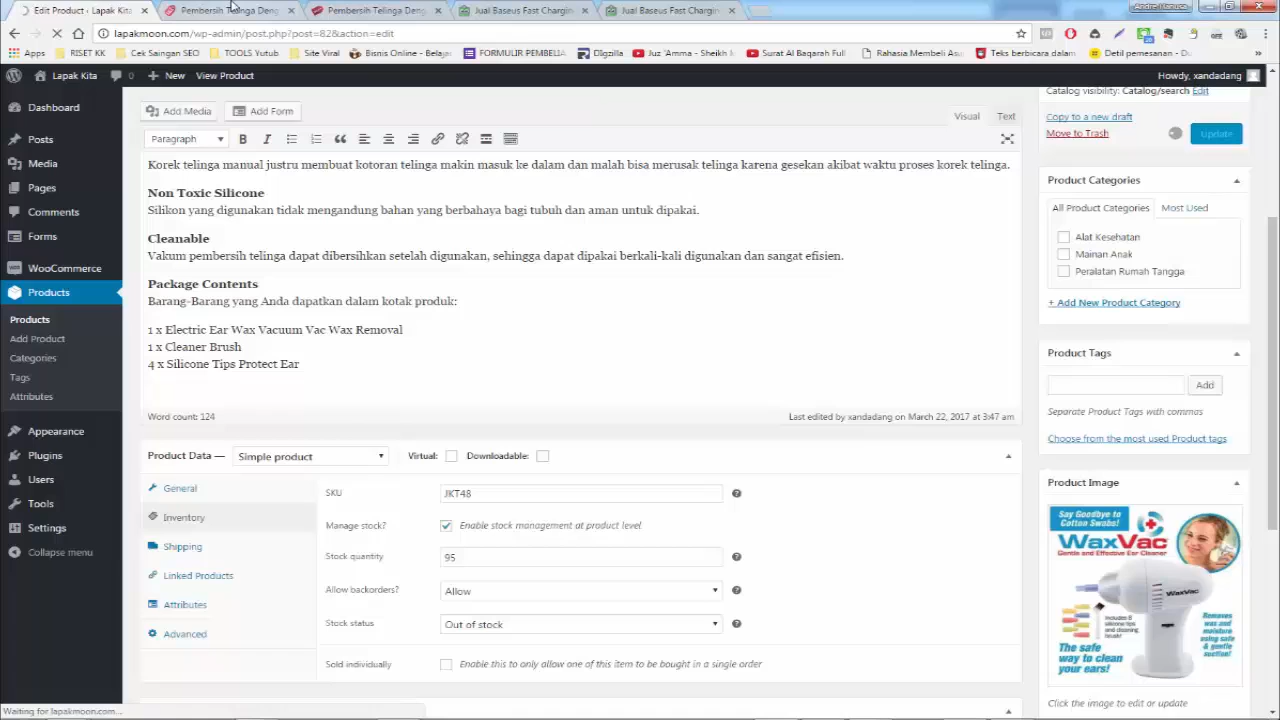 Edit Product ‹ Lapak Kita
Pembersih Telinga Deng
Pembersih Telinga Deng
Jual Baseus Fast Chargin
Jual Baseus Fast Chargin
lapakmoon.com/wp-admin/post.php?post=82&action=edit
Apps
RISET KK
Cek Saingan SEO
TOOLS Yutub
Site Viral
Bisnis Online - Belaja
FORMULIR PEMBELIA
DIlgzilla
Juz 'Amma - Sheikh M
Surat Al Baqarah Full
Rahasia Membeli Asu
Teks berbicara dalam
Detil pemesanan - Do
Lapak Kita
0
New
View Product
Howdy, xandadang
Dashboard
Posts
Media
Pages
Comments
Forms
WooCommerce
Products
Products
Add Product
Categories
Tags
Attributes
Appearance
Plugins
Users
Tools
Settings
Collapse menu
Add Media
Add Form
Visual
Text
Paragraph
Korek telinga manual justru membuat kotoran telinga makin masuk ke dalam dan malah bisa merusak telinga karena gesekan akibat waktu proses korek telinga.
Non Toxic Silicone
Silikon yang digunakan tidak mengandung bahan yang berbahaya bagi tubuh dan aman untuk dipakai.
Cleanable
Vakum pembersih telinga dapat dibersihkan setelah digunakan, sehingga dapat dipakai berkali-kali digunakan dan sangat efisien.
Package Contents
Barang-Barang yang Anda dapatkan dalam kotak produk:
1 x Electric Ear Wax Vacuum Vac Wax Removal
1 x Cleaner Brush
4 x Silicone Tips Protect Ear
Word count: 124
Last edited by xandadang on March 22, 2017 at 3:47 am
Product Data —
Simple product
Virtual:
Downloadable:
General
Inventory
Shipping
Linked Products
Attributes
Advanced
SKU
JKT48
Manage stock?
Enable stock management at product level
Stock quantity
95
Allow backorders?
Allow
Stock status
Out of stock
Sold individually
Enable this to only allow one of this item to be bought in a single order
Catalog visibility: Catalog/search Edit
Copy to a new draft
Move to Trash
Update
Product Categories
All Product Categories
Most Used
Alat Kesehatan
Mainan Anak
Peralatan Rumah Tangga
+ Add New Product Category
Product Tags
Add
Separate Product Tags with commas
Choose from the most used Product tags
Product Image
Say Goodbye to
Cotton Swabs!
WaxVac
Gentle and Effective Ear Cleaner
WaxVac
Includes 8
silicone tips
and cleaning
brush!
The safe
way to clean
your ears!
Removes
wax and
moisture
using safe
& gentle
suction!
Click the image to edit or update
Waiting for lapakmoon.com...